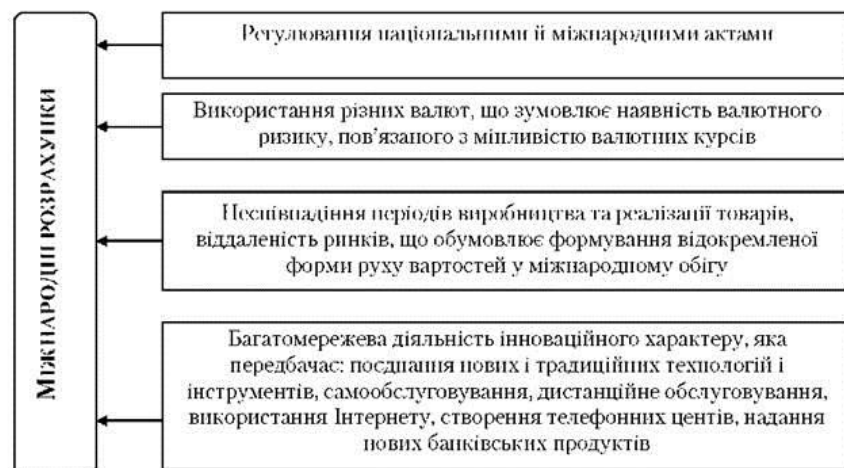 МІЖНАРОДНІ РОЗРАХУНКИ
Регулювання національними й міжнародними актами
Використання різних валют, що зумовлює наявність валютного
ризику, пов’язаного з мінливістю валютних курсів
Неспівпадіння періодів виробництва та реалізації товарів,
віддаленість ринків, що обумовлює формування відокремленої
форми руху вартостей у міжнародному обігу
Багатомережева діяльність інноваційного характеру, яка
передбачає: поєднання нових і традиційних технологій і
інструментів, самообслуговування, дистанційне обслуговування,
використання Інтернету, створення телефонних центів, надання
нових банківських продуктів